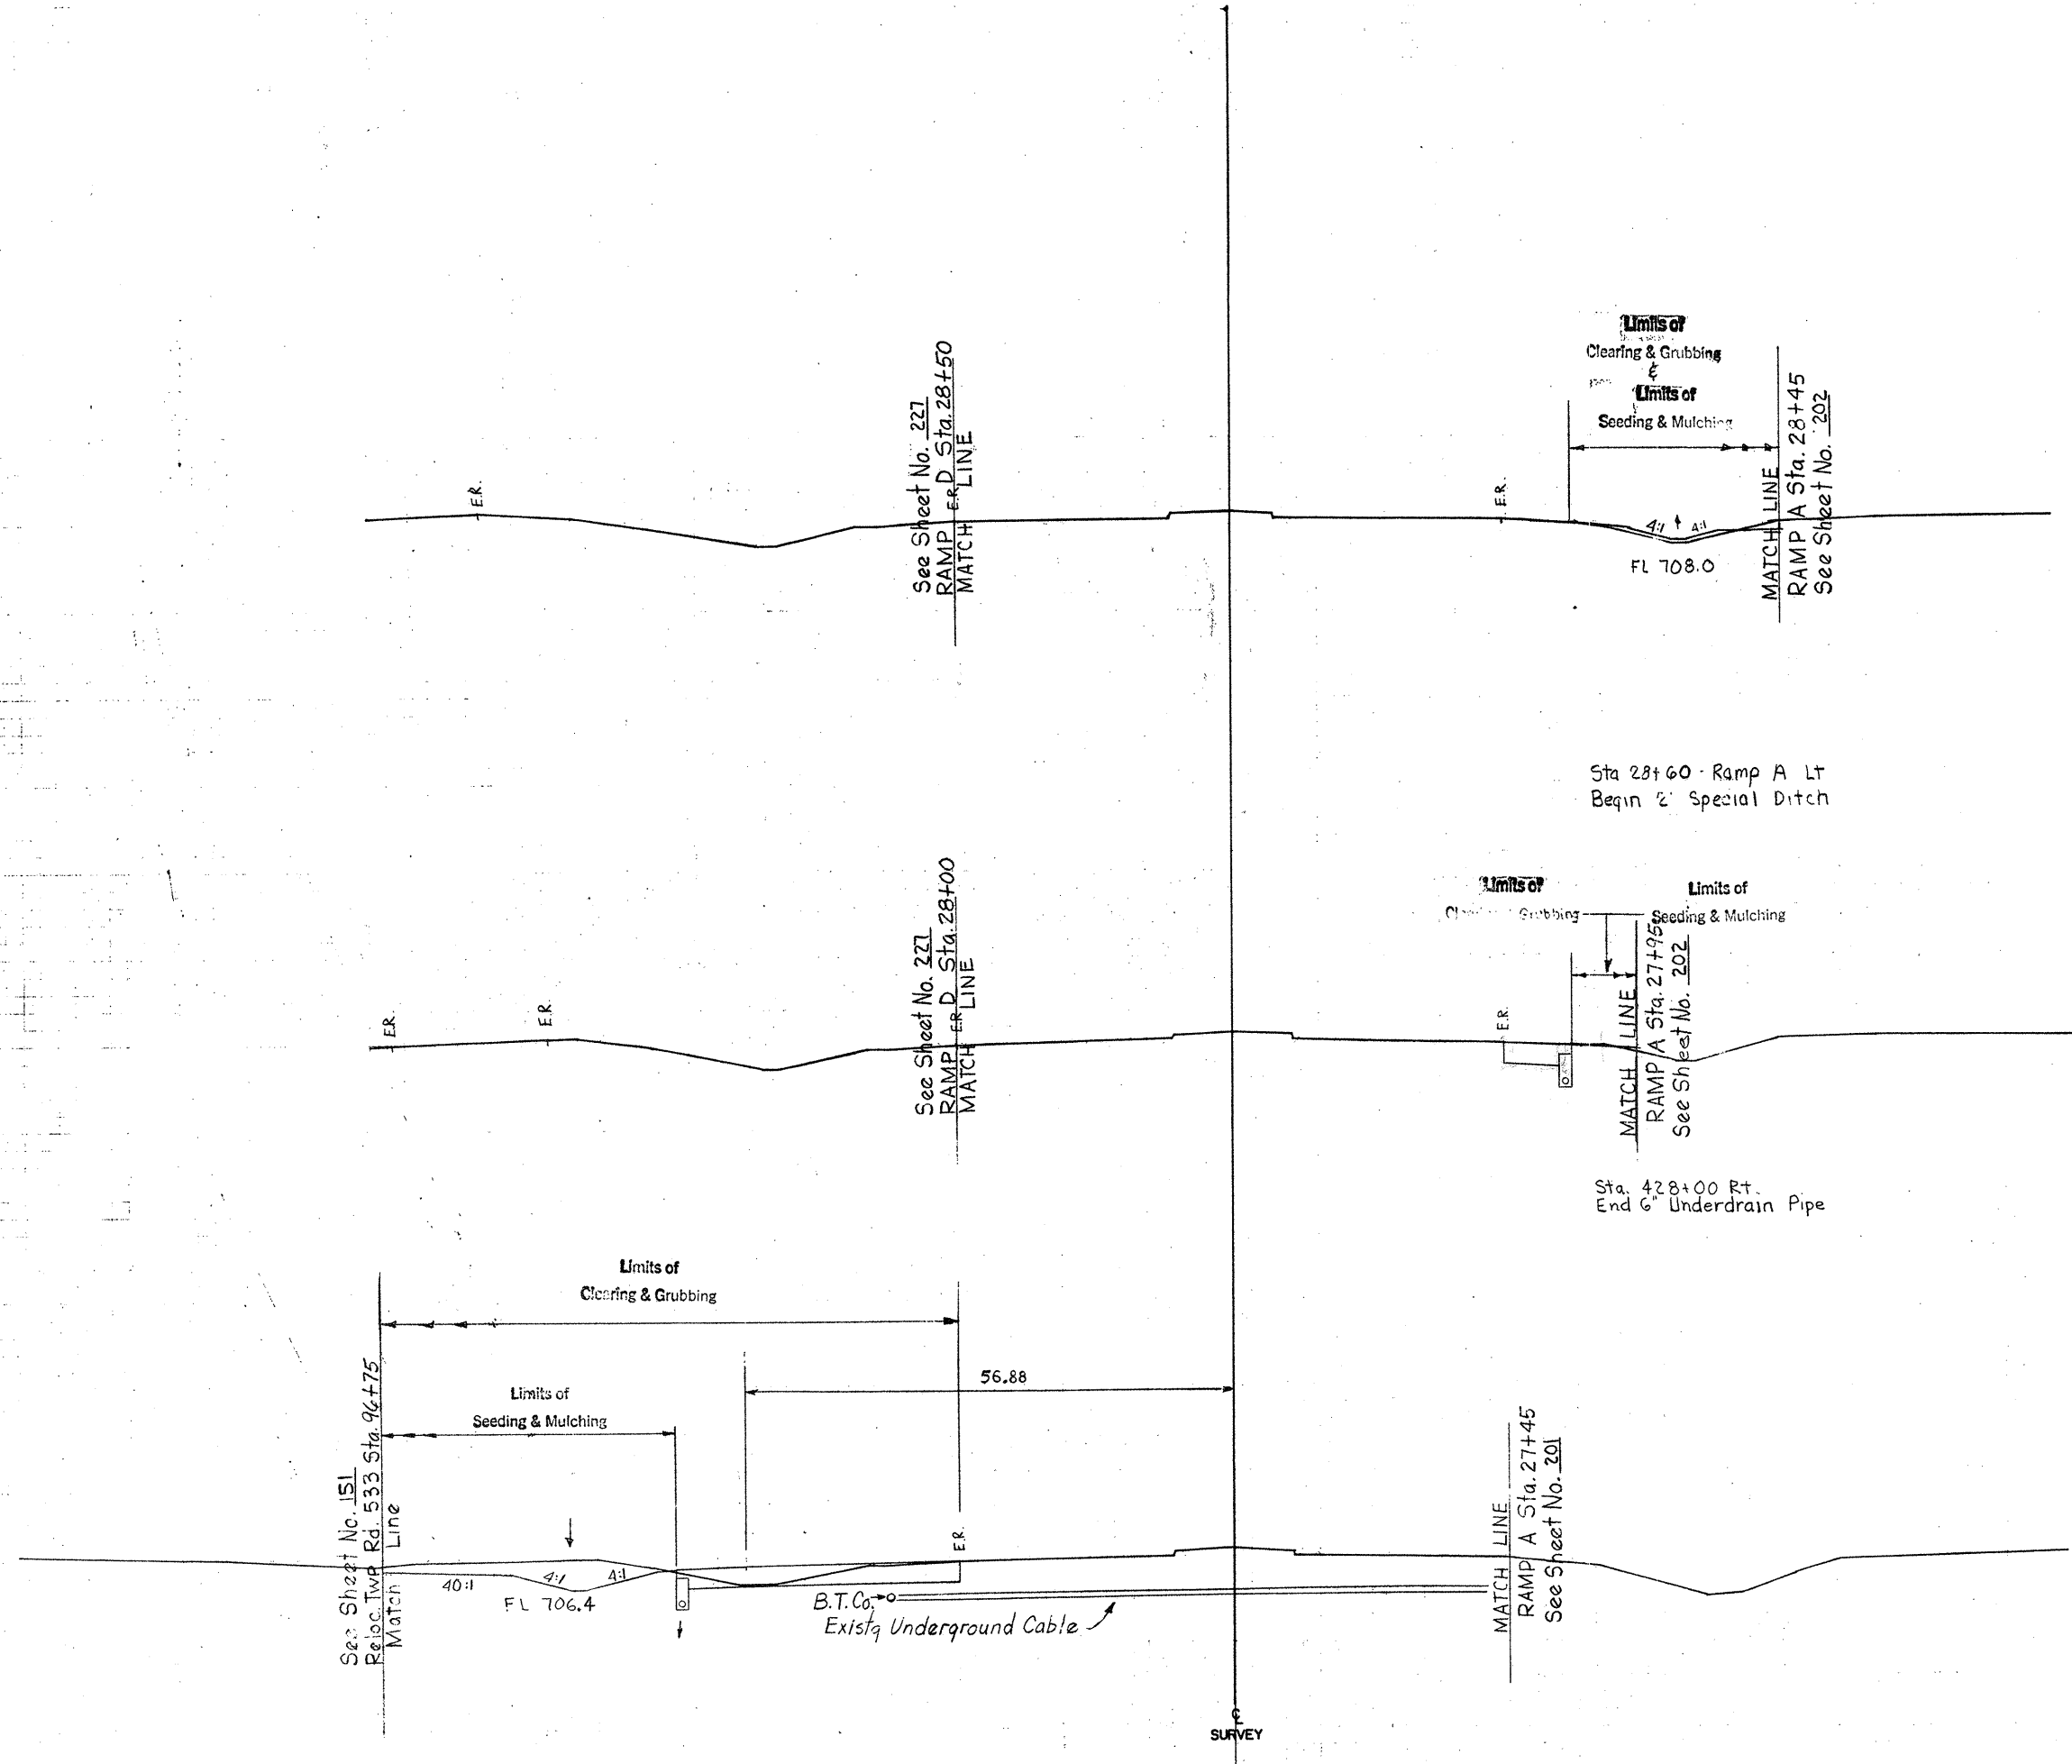 Limits of
Clearing & Grubbing
&
Limits of
Seeding & Mulching
E.R.
See Sheet No. 227
RAMP D Sta. 28+50
MATCH LINE
E.R.
E.R.
4:1
4:1
FL 708.0
MATCH LINE
RAMP A Sta. 28+45
See Sheet No. 202
Sta 28+60 - Ramp A Lt
Begin 2' Special Ditch
Limits of
Clearing & Grubbing
Limits of
Seeding & Mulching
E.R.
E.R.
See Sheet No. 227
RAMP D Sta. 28+00
MATCH LINE
E.R.
E.R.
MATCH LINE
RAMP A Sta. 27+95
See Sheet No. 202
Sta. 428+00 Rt.
End 6" Underdrain Pipe
Limits of
Clearing & Grubbing
56.88
Limits of
Seeding & Mulching
See Sheet No. 151
Reloc. Twp. Rd. 533 Sta. 96+75
Match Line
40:1
4:1
4:1
FL 706.4
E.R.
B.T.Co.
Existg Underground Cable
MATCH LINE
RAMP A Sta. 27+45
See Sheet No. 201
℄
SURVEY